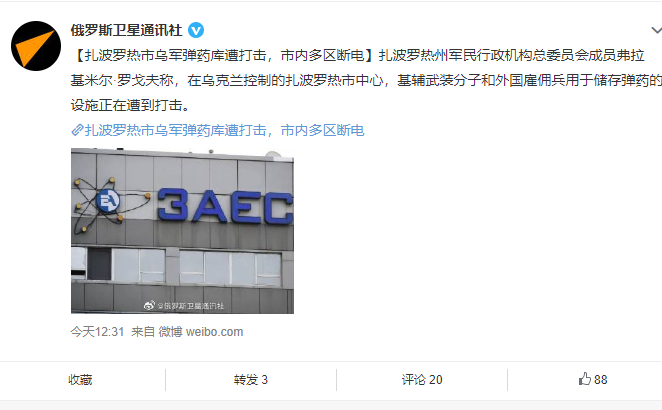 俄罗斯卫星通讯社
【扎波罗热市乌军弹药库遭打击，市内多区断电】扎波罗热州军民行政机构总委员会成员弗拉
基米尔·罗戈夫称，在乌克兰控制的扎波罗热市中心，基辅武装分子和外国雇佣兵用于储存弹药的
设施正在遭到打击。
扎波罗热市乌军弹药库遭打击，市内多区断电
ЗАЕС
@俄罗斯卫星通讯社
今天12:31 来自 微博 weibo.com
收藏 转发 3 评论 20 88